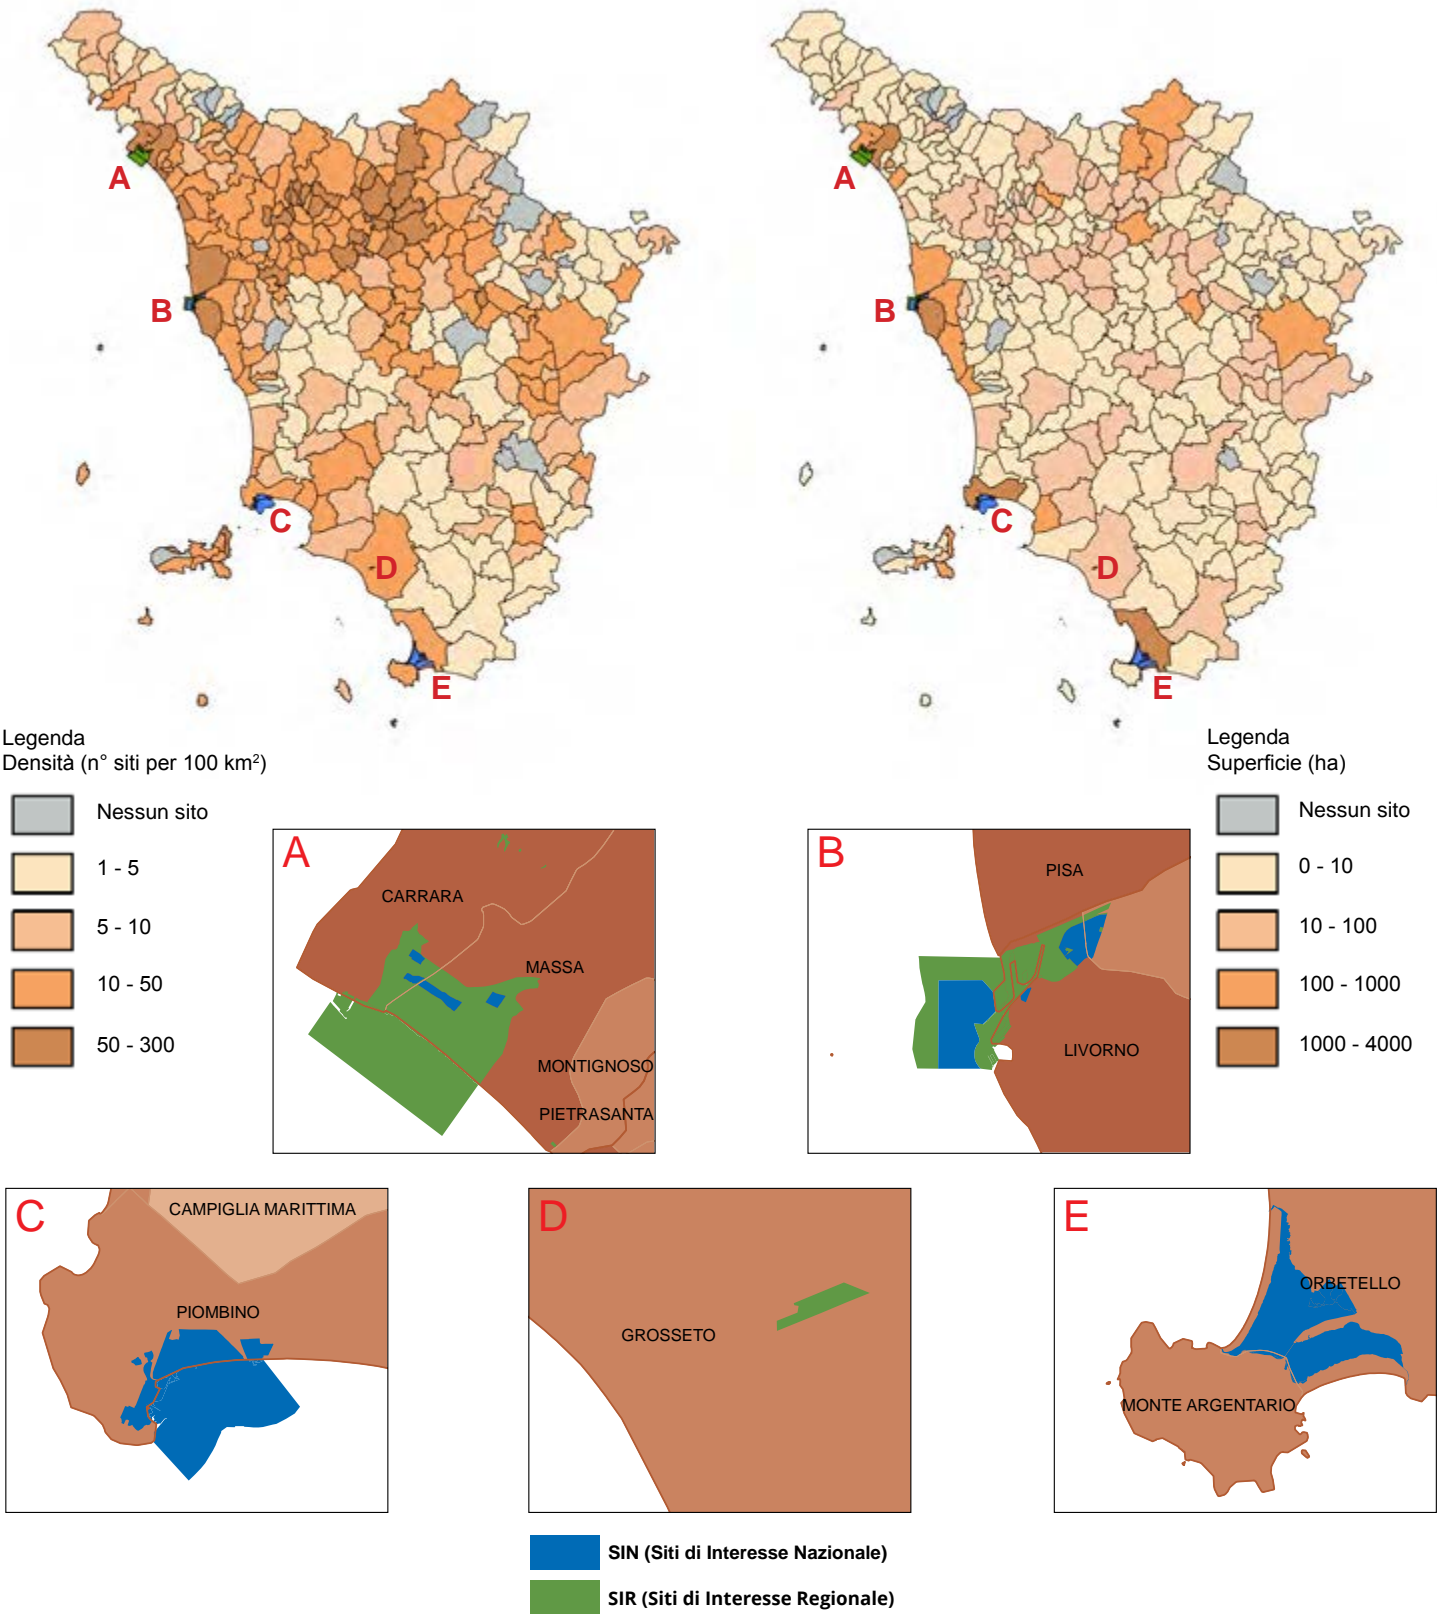 A
B
C
D
E
A
B
C
D
E
Legenda
Densità (n° siti per 100 km²)
Nessun sito
1 - 5
5 - 10
10 - 50
50 - 300
Legenda
Superficie (ha)
Nessun sito
0 - 10
10 - 100
100 - 1000
1000 - 4000
A
CARRARA
MASSA
MONTIGNOSO
PIETRASANTA
B
PISA
LIVORNO
C
CAMPIGLIA MARITTIMA
PIOMBINO
D
GROSSETO
E
ORBETELLO
MONTE ARGENTARIO
SIN (Siti di Interesse Nazionale)
SIR (Siti di Interesse Regionale)